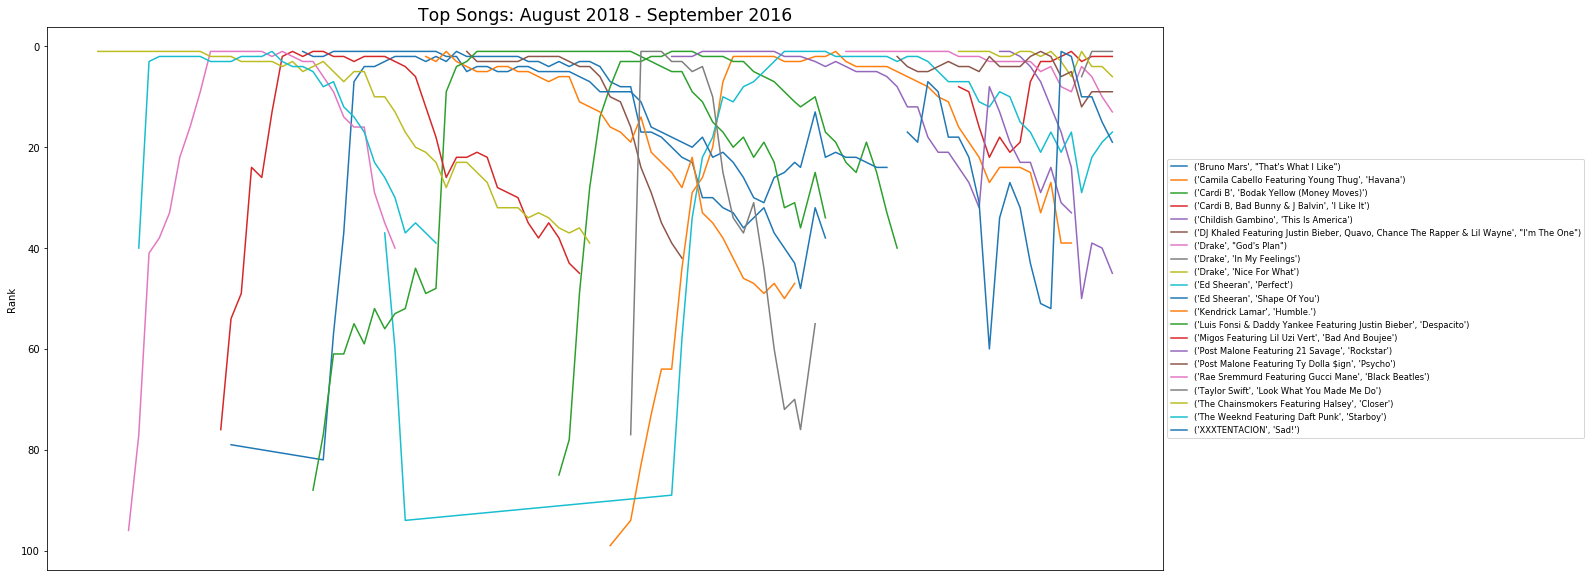 Top Songs: August 2018 - September 2016
Rank
0
20
40
60
80
100
('Bruno Mars', "That's What I Like")
('Camila Cabello Featuring Young Thug', 'Havana')
('Cardi B', 'Bodak Yellow (Money Moves)')
('Cardi B, Bad Bunny & J Balvin', 'I Like It')
('Childish Gambino', 'This Is America')
('DJ Khaled Featuring Justin Bieber, Quavo, Chance The Rapper & Lil Wayne', "I'm The One")
('Drake', "God's Plan")
('Drake', 'In My Feelings')
('Drake', 'Nice For What')
('Ed Sheeran', 'Perfect')
('Ed Sheeran', 'Shape Of You')
('Kendrick Lamar', 'Humble.')
('Luis Fonsi & Daddy Yankee Featuring Justin Bieber', 'Despacito')
('Migos Featuring Lil Uzi Vert', 'Bad And Boujee')
('Post Malone Featuring 21 Savage', 'Rockstar')
('Post Malone Featuring Ty Dolla $ign', 'Psycho')
('Rae Sremmurd Featuring Gucci Mane', 'Black Beatles')
('Taylor Swift', 'Look What You Made Me Do')
('The Chainsmokers Featuring Halsey', 'Closer')
('The Weeknd Featuring Daft Punk', 'Starboy')
('XXXTENTACION', 'Sad!')